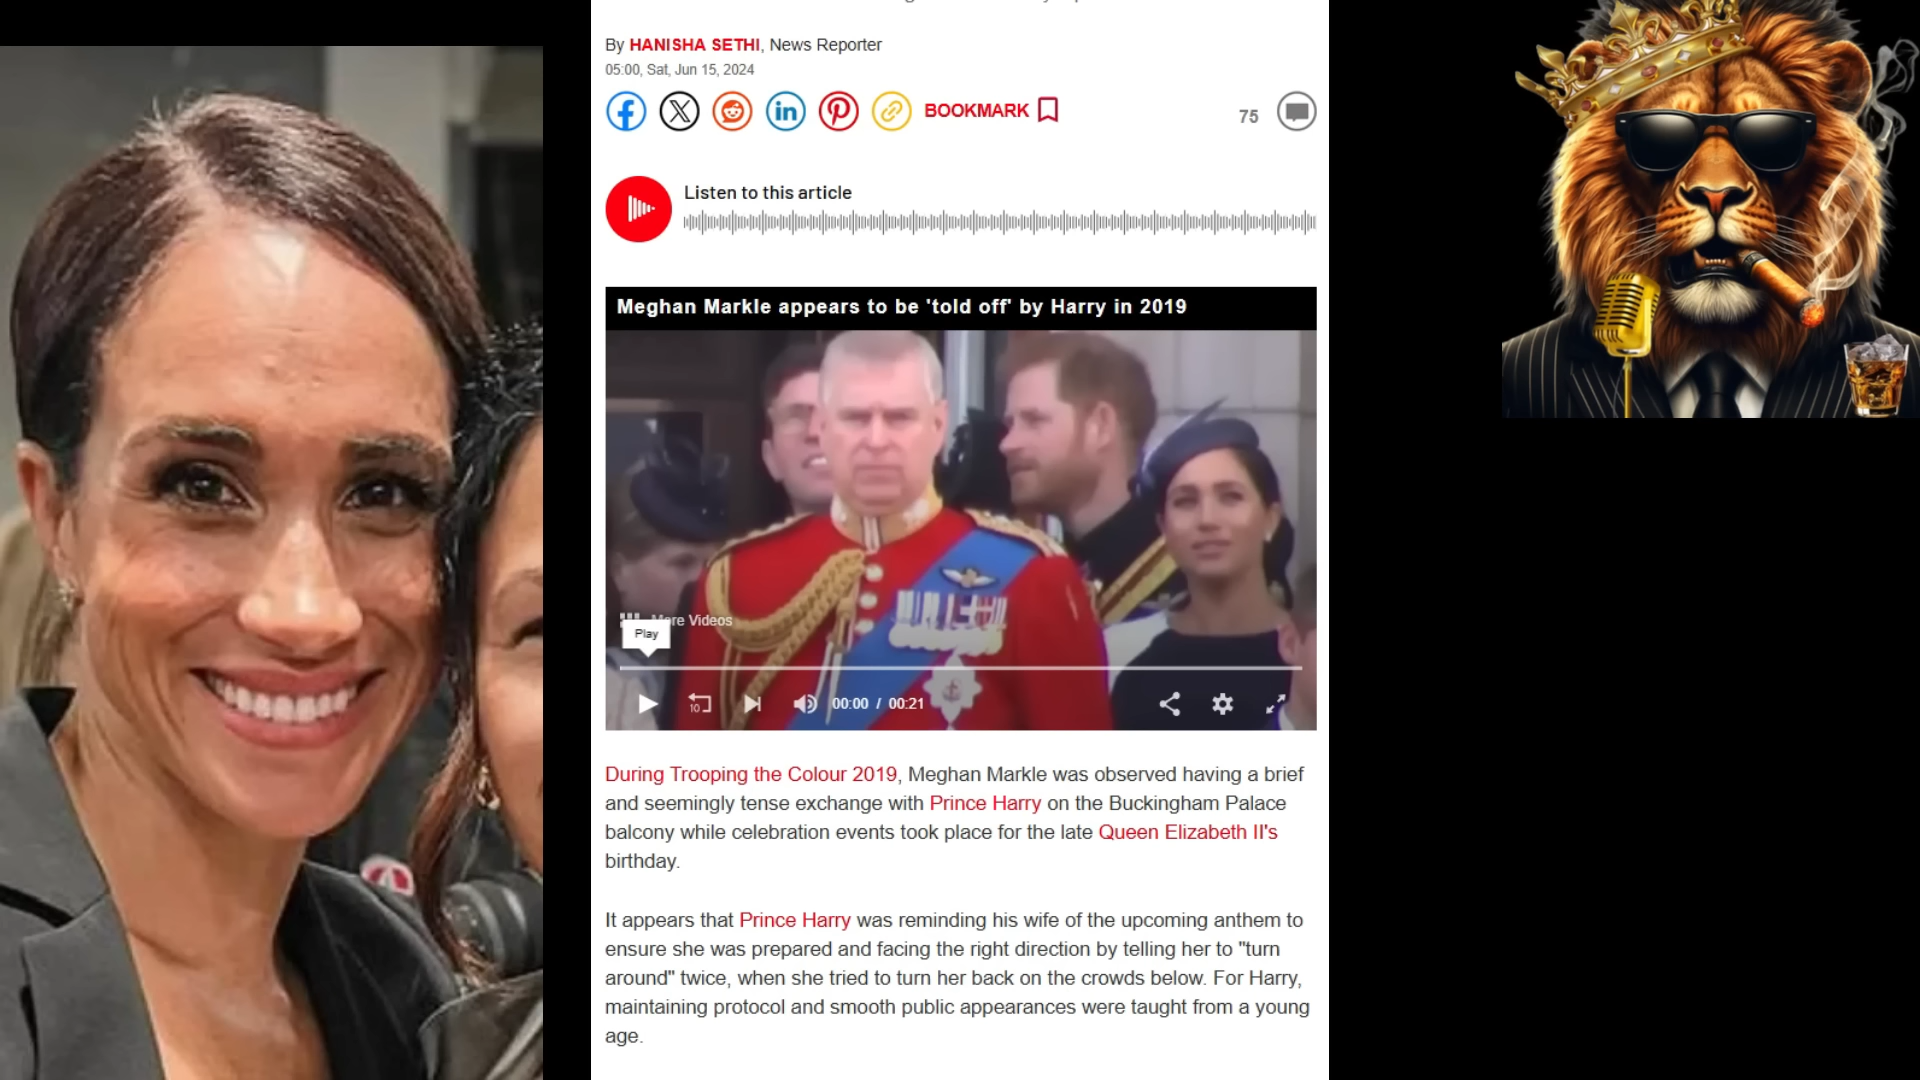 By HANISHA SETHI, News Reporter
05:00, Sat, Jun 15, 2024
BOOKMARK
75
Listen to this article
Meghan Markle appears to be 'told off' by Harry in 2019
More Videos
Play
10
00:00 / 00:21
During Trooping the Colour 2019, Meghan Markle was observed having a brief
and seemingly tense exchange with Prince Harry on the Buckingham Palace
balcony while celebration events took place for the late Queen Elizabeth II's
birthday.
It appears that Prince Harry was reminding his wife of the upcoming anthem to
ensure she was prepared and facing the right direction by telling her to "turn
around" twice, when she tried to turn her back on the crowds below. For Harry,
maintaining protocol and smooth public appearances were taught from a young
age.